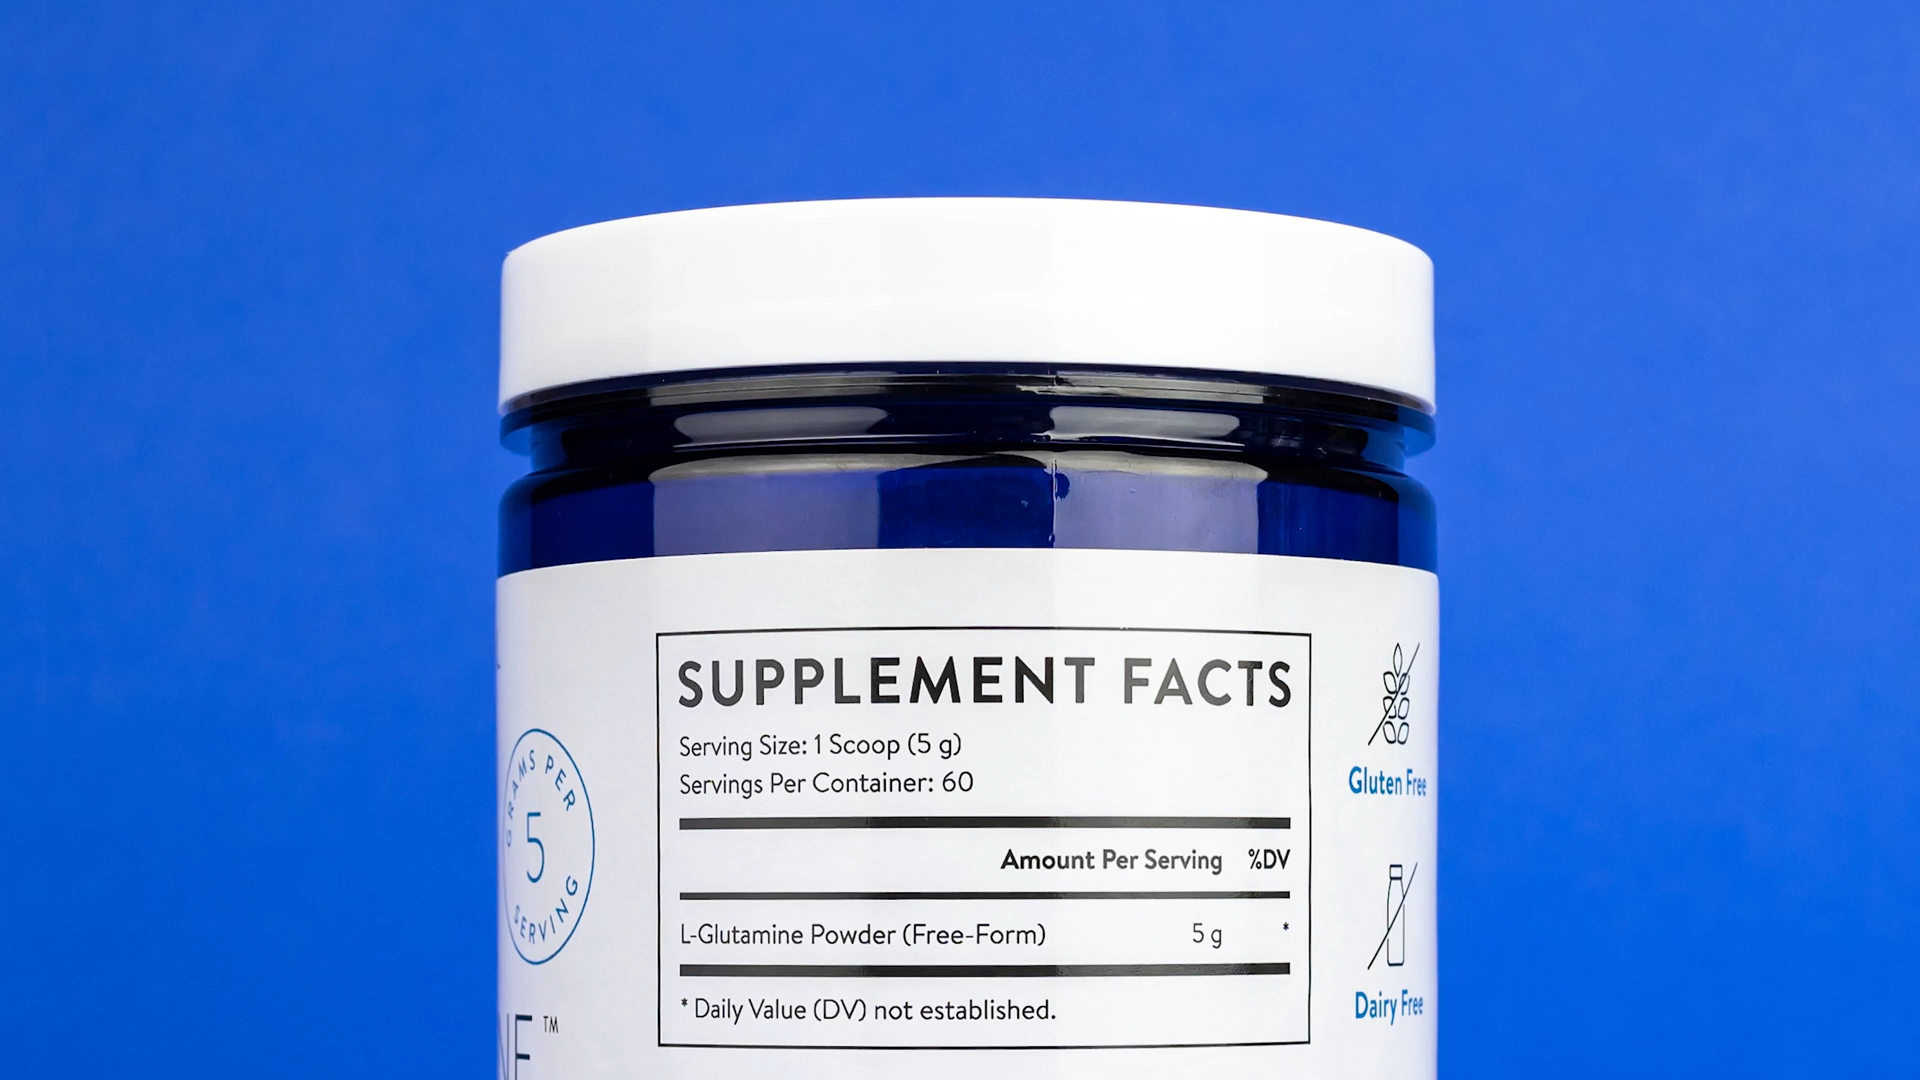 GRAMS PER
5
SERVING
NE™
SUPPLEMENT FACTS
Serving Size: 1 Scoop (5 g)
Servings Per Container: 60
Amount Per Serving %DV
L-Glutamine Powder (Free-Form) 5 g *
* Daily Value (DV) not established.
Gluten Free
Dairy Free